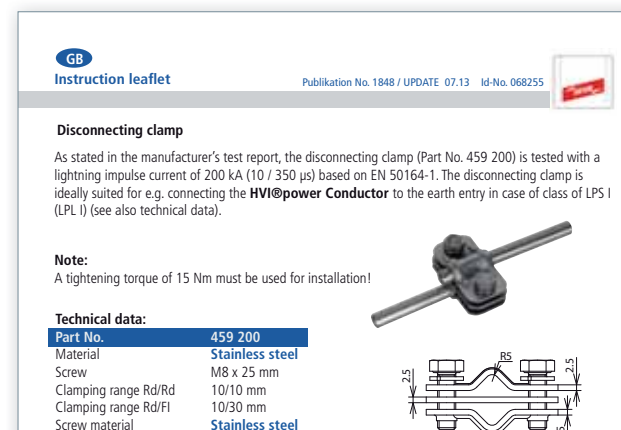 GB
Instruction leaflet
Publikation No. 1848 / UPDATE 07.13 Id-No. 068255
Disconnecting clamp
As stated in the manufacturer's test report, the disconnecting clamp (Part No. 459 200) is tested with a
lightning impulse current of 200 kA (10 / 350 µs) based on EN 50164-1. The disconnecting clamp is
ideally suited for e.g. connecting the HVI®power Conductor to the earth entry in case of class of LPS I
(LPL I) (see also technical data).
Note:
A tightening torque of 15 Nm must be used for installation!
Technical data:
Part No. 459 200
Material Stainless steel
Screw M8 x 25 mm
Clamping range Rd/Rd 10/10 mm
Clamping range Rd/Fl 10/30 mm
Screw material Stainless steel
R5
2.5
2.5